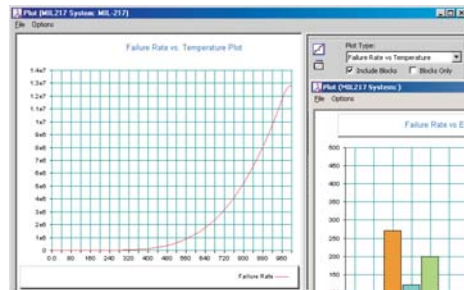 Plot (MIL217 System: MIL-217)
File Options
Failure Rate vs. Temperature Plot
1.4e7
1.3e7
1.2e7
1e7
9e6
8e6
7e6
6e6
5e6
4e6
3e6
2e6
1e6
0
0.0 80 160 240 320 400 480 560 640 720 800 880 960
Failure Rate
Plot Type:
Failure Rate vs Temperature
Include Blocks Blocks Only
Plot (MIL217 Systems: )
File Options
Failure Rate vs E
500
450
400
350
300
250
200
150